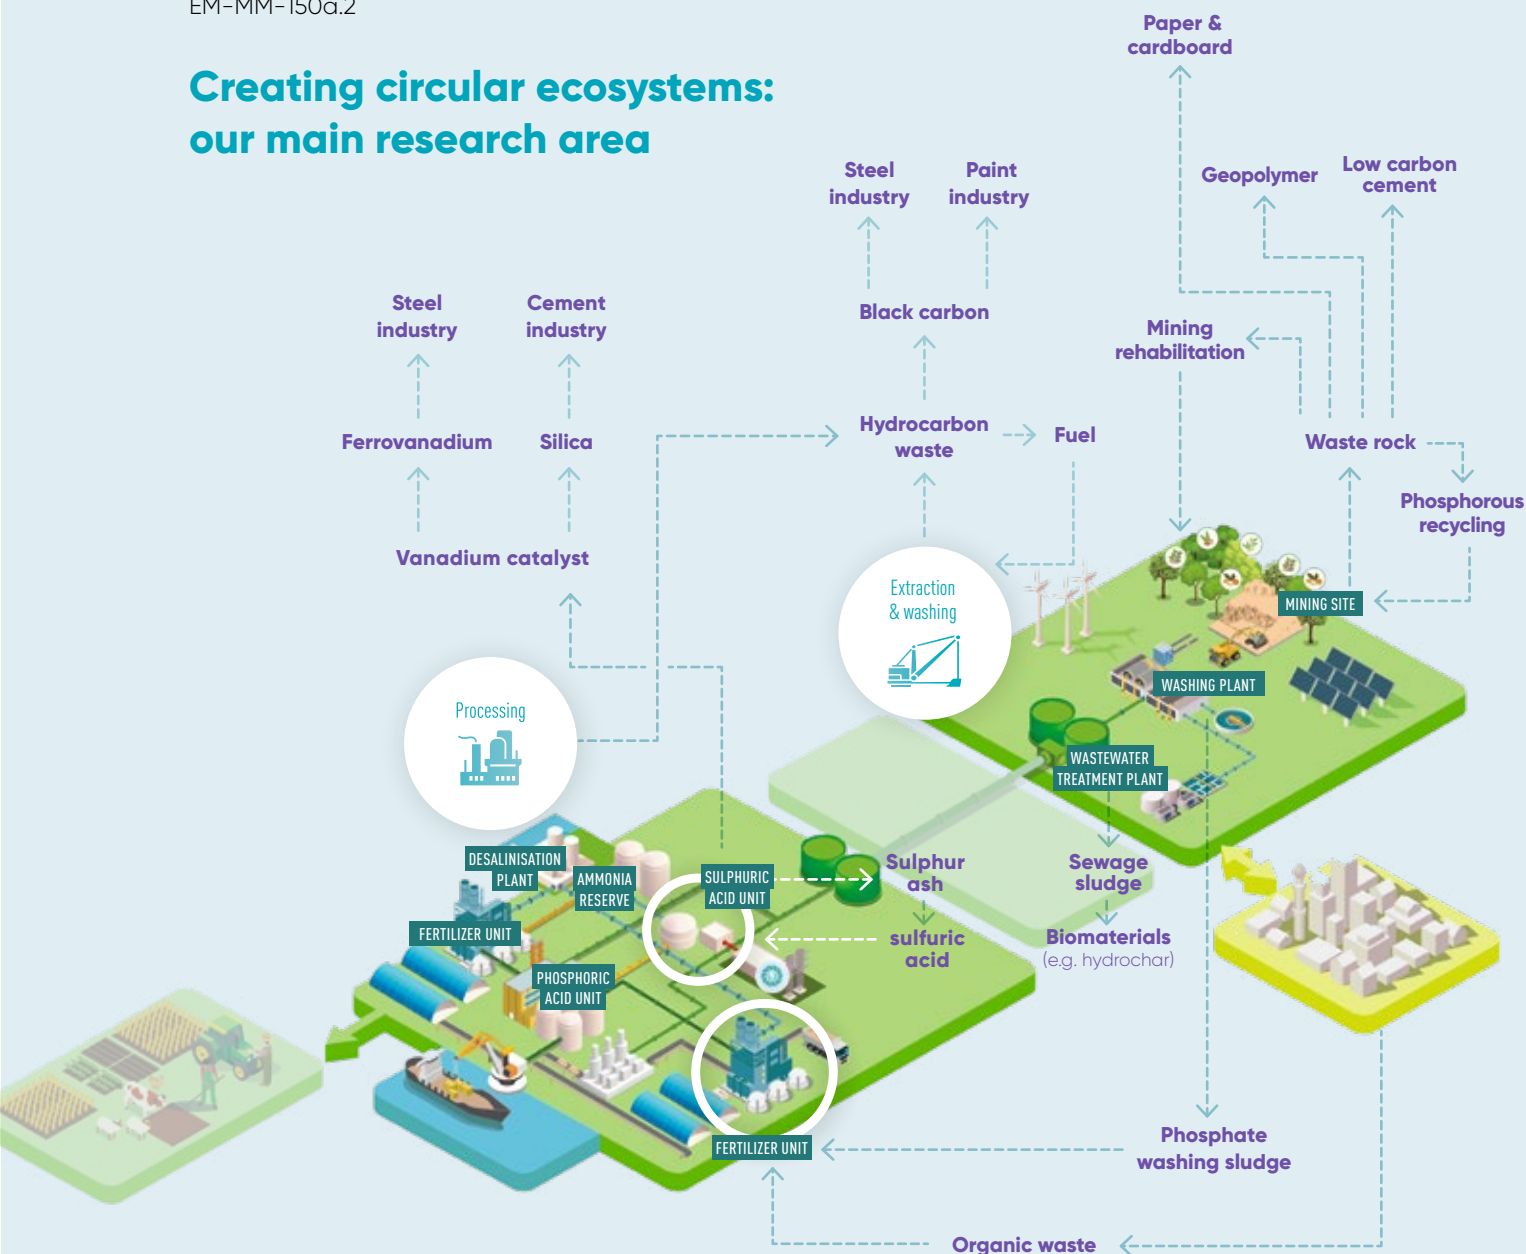 EM-MM-150a.2
Creating circular ecosystems:
our main research area
Paper &
cardboard
Geopolymer
Low carbon
cement
Steel
industry
Paint
industry
Black carbon
Steel
industry
Cement
industry
Mining
rehabilitation
Hydrocarbon
waste
Fuel
Waste rock
Ferrovanadium
Silica
Phosphorous
recycling
Vanadium catalyst
Extraction
& washing
MINING SITE
WASHING PLANT
Processing
WASTEWATER
TREATMENT PLANT
DESALINISATION
PLANT
AMMONIA
RESERVE
SULPHURIC
ACID UNIT
Sulphur
ash
Sewage
sludge
FERTILIZER UNIT
sulfuric
acid
Biomaterials
(e.g. hydrochar)
PHOSPHORIC
ACID UNIT
FERTILIZER UNIT
Phosphate
washing sludge
Organic waste